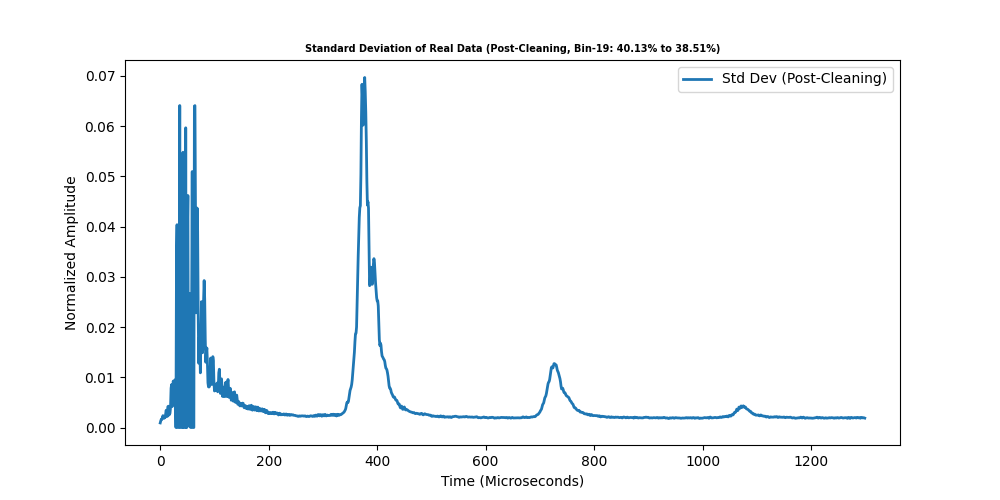 Standard Deviation of Real Data (Post-Cleaning, Bin-19: 40.13% to 38.51%)
Std Dev (Post-Cleaning)
0.07
0.06
0.05
0.04
0.03
0.02
0.01
0.00
Normalized Amplitude
0 200 400 600 800 1000 1200
Time (Microseconds)